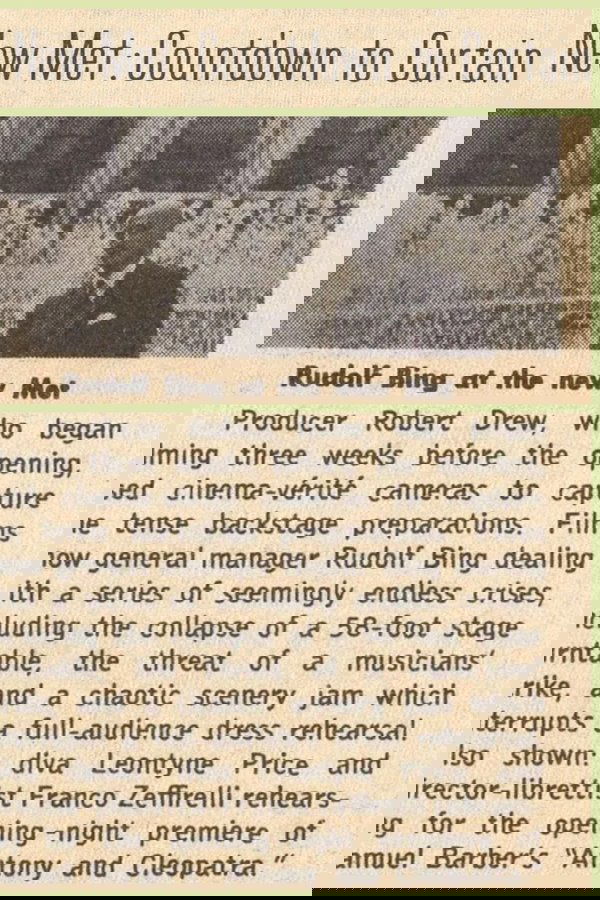 New Met: Countdown to Curtain
Rudolf Bing at the new Met
Producer Robert Drew, who began
lming three weeks before the opening,
ed cinema-vérité cameras to capture
e tense backstage preparations. Films
how general manager Rudolf Bing dealing
ith a series of seemingly endless crises,
ncluding the collapse of a 58-foot stage
rntable, the threat of a musicians'
rike, and a chaotic scenery jam which
terrupts a full-audience dress rehearsal.
lso shown: diva Leontyne Price and
irector-librettist Franco Zeffirelli rehears-
g for the opening-night premiere of
amuel Barber's "Antony and Cleopatra."